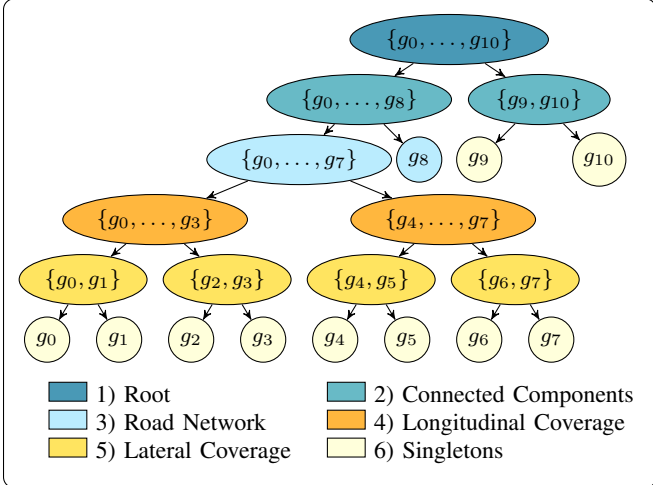 {g₀, . . . , g₁₀}
{g₀, . . . , g₈} {g₉, g₁₀}
{g₀, . . . , g₇} g₈ g₉ g₁₀
{g₀, . . . , g₃} {g₄, . . . , g₇}
{g₀, g₁} {g₂, g₃} {g₄, g₅} {g₆, g₇}
g₀ g₁ g₂ g₃ g₄ g₅ g₆ g₇
1) Root 2) Connected Components
3) Road Network 4) Longitudinal Coverage
5) Lateral Coverage 6) Singletons